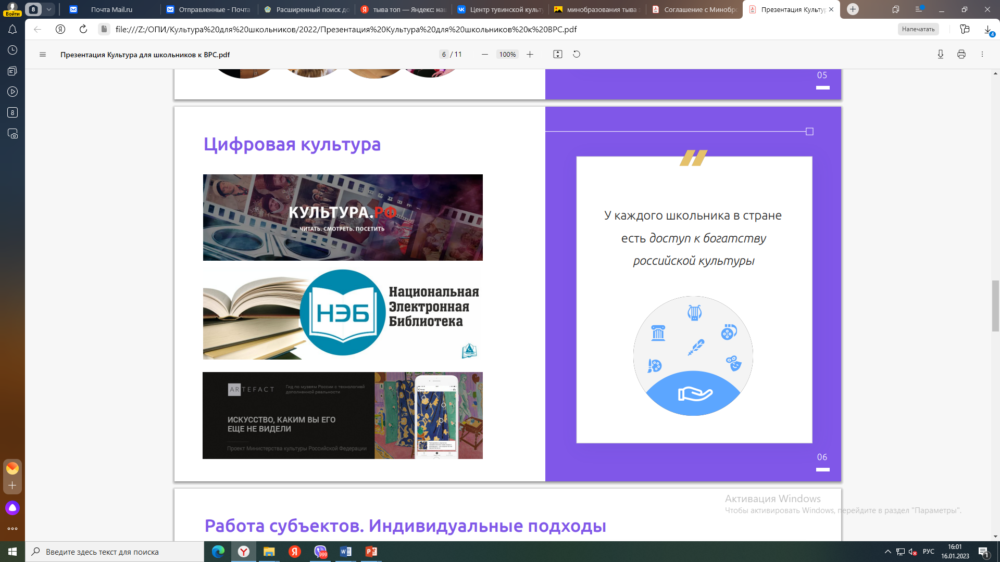 8
Почта Mail.ru
Отправленные - Почта
Расширенный поиск до
тыва топ — Яндекс: наш
Центр тувинской культу
минобразования тыва э
Соглашение с Минобро
Презентация Культур
Войти
file:///Z:/ОПИ/Культура%20для%20школьников/2022/Презентация%20Культура%20для%20школьников%20к%20ВРС.pdf
Напечатать
4
Презентация Культура для школьников к ВРС.pdf
6 / 11
100%
8
05
Цифровая культура
КУЛЬТУРА.РФ
ЧИТАТЬ. СМОТРЕТЬ. ПОСЕТИТЬ
НЭБ
Национальная
Электронная
Библиотека
ARTEFACT
Гид по музеям России с технологией
дополненной реальности
ИСКУССТВО, КАКИМ ВЫ ЕГО
ЕЩЕ НЕ ВИДЕЛИ
Проект Министерства культуры Российской Федерации
У каждого школьника в стране
есть доступ к богатству
российской культуры
06
Работа субъектов. Индивидуальные подходы
Активация Windows
Чтобы активировать Windows, перейдите в раздел "Параметры".
Введите здесь текст для поиска
999
РУС
16:01
16.01.2023
1